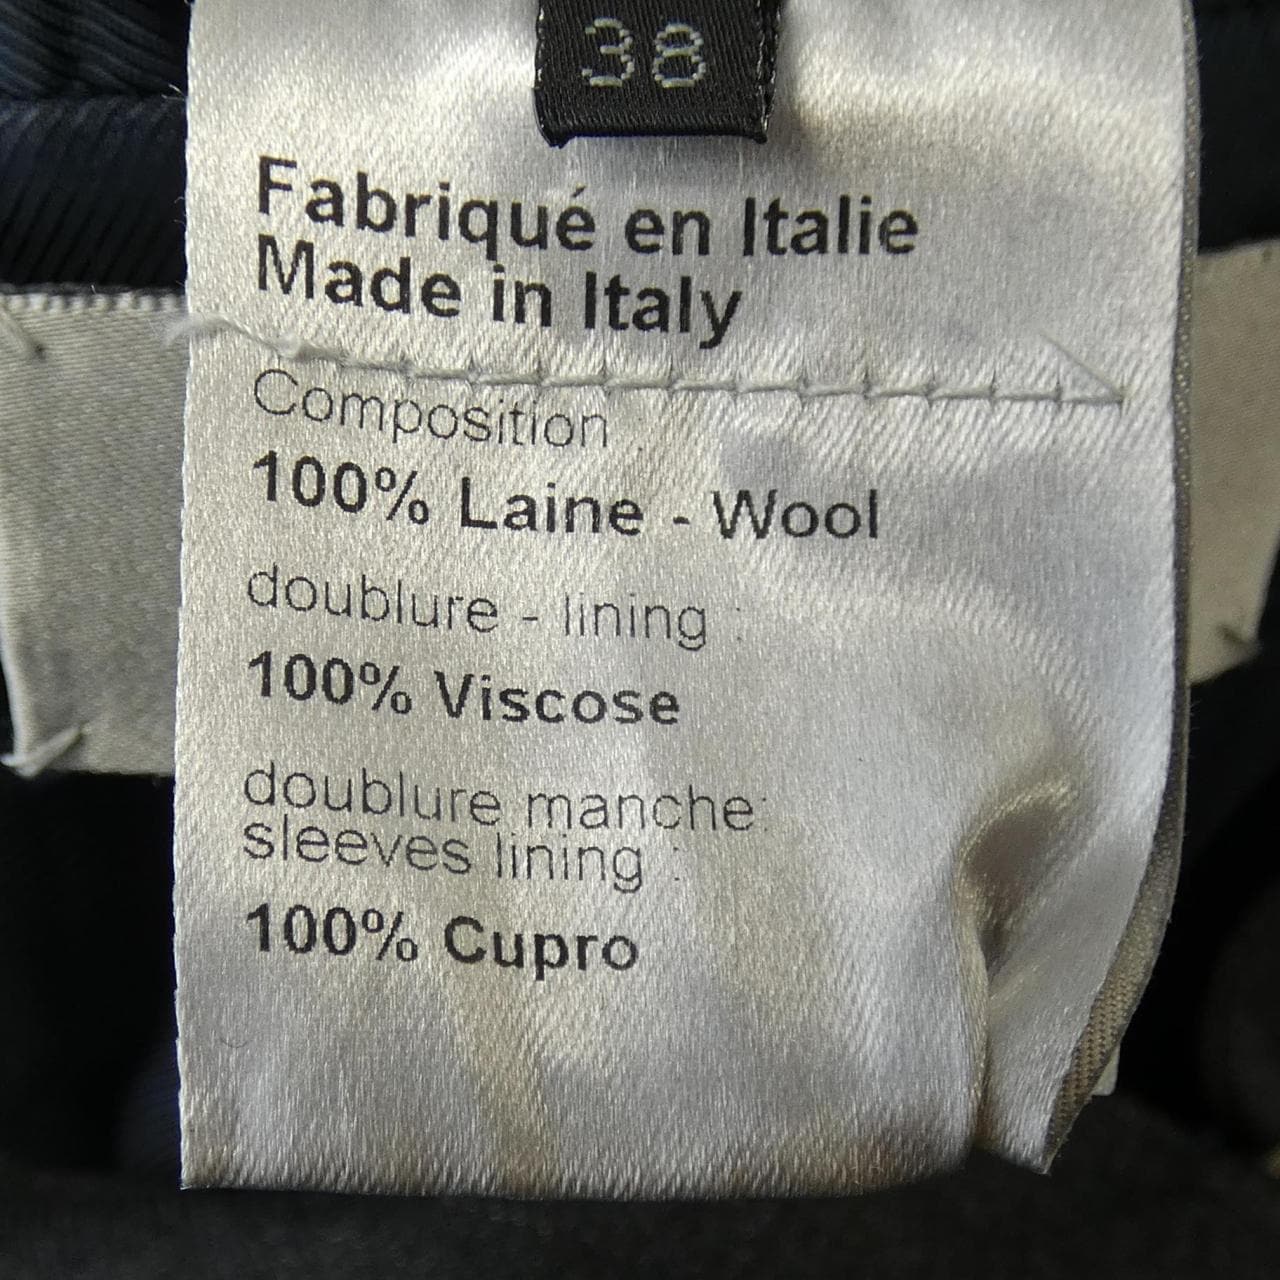 38
Fabriqué en Italie
Made in Italy
Composition
100% Laine - Wool
doublure - lining :
100% Viscose
doublure manche:
sleeves lining :
100% Cupro